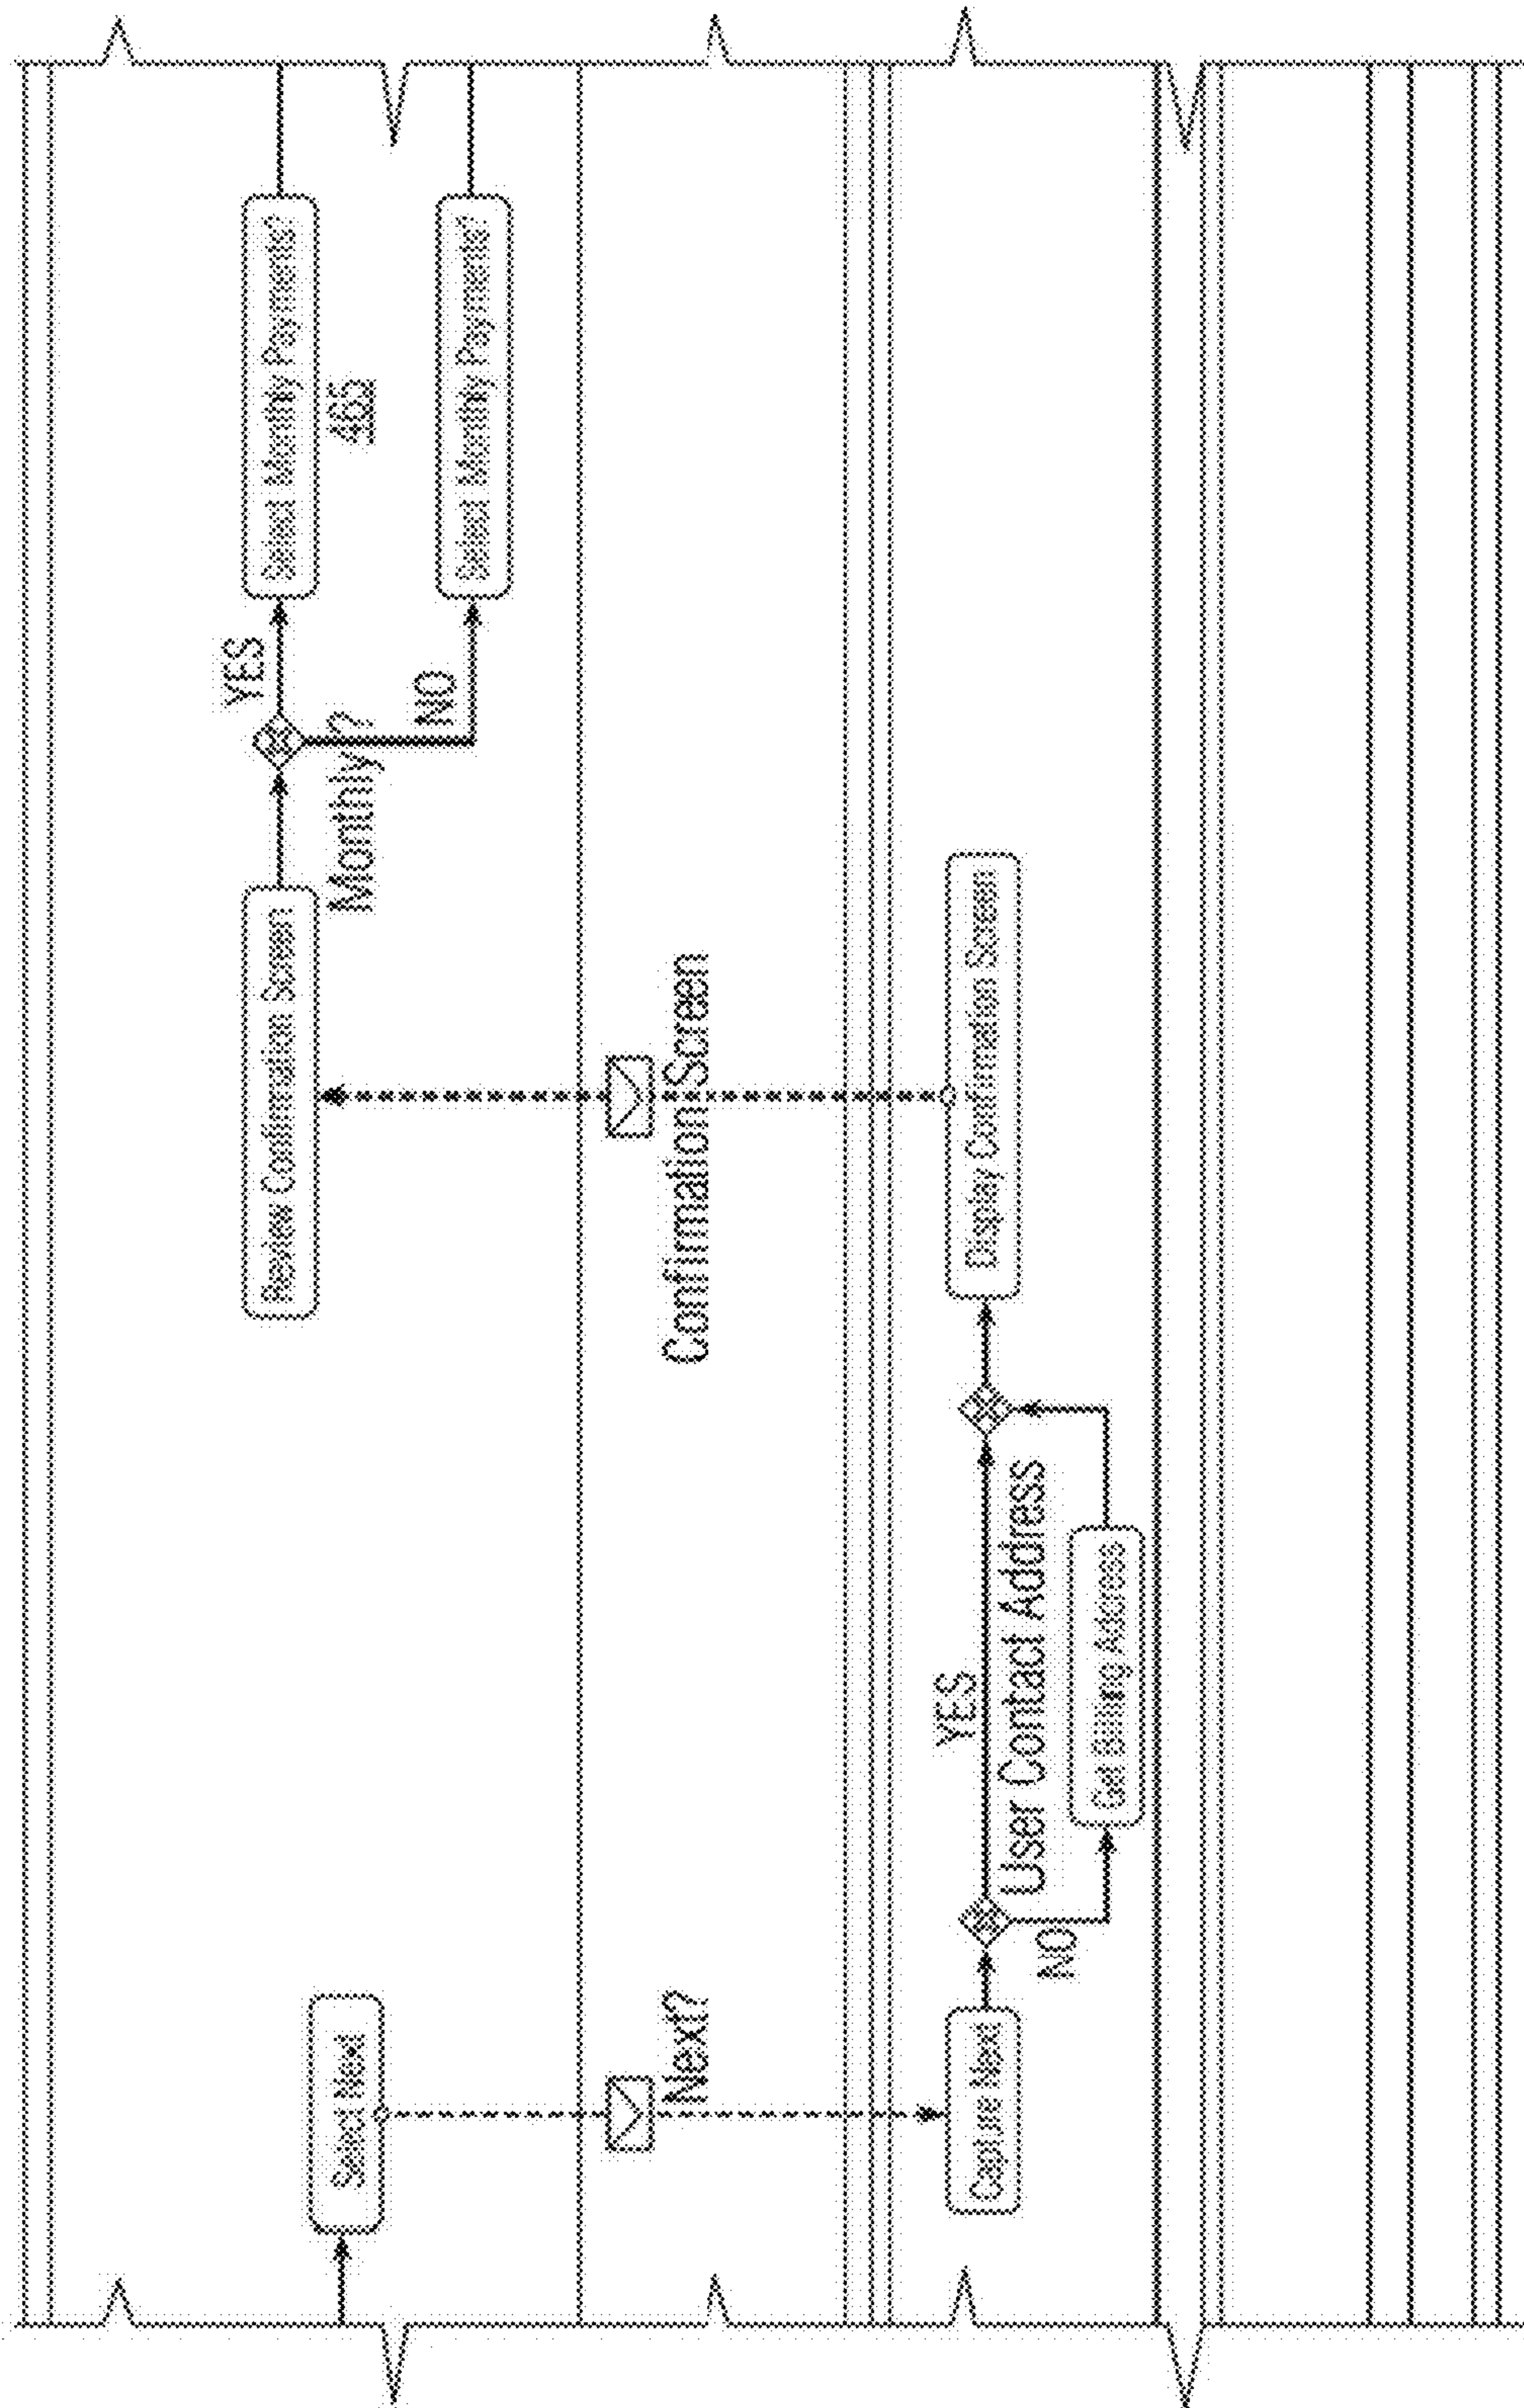 Select Next
Next?
Capture Next
NO
YES
User Contact Address
Get Billing Address
Display Confirmation Screen
Confirmation Screen
Review Confirmation Screen
Monthly?
YES
NO
Select Monthly Payments'
465
Select Monthly Payments'